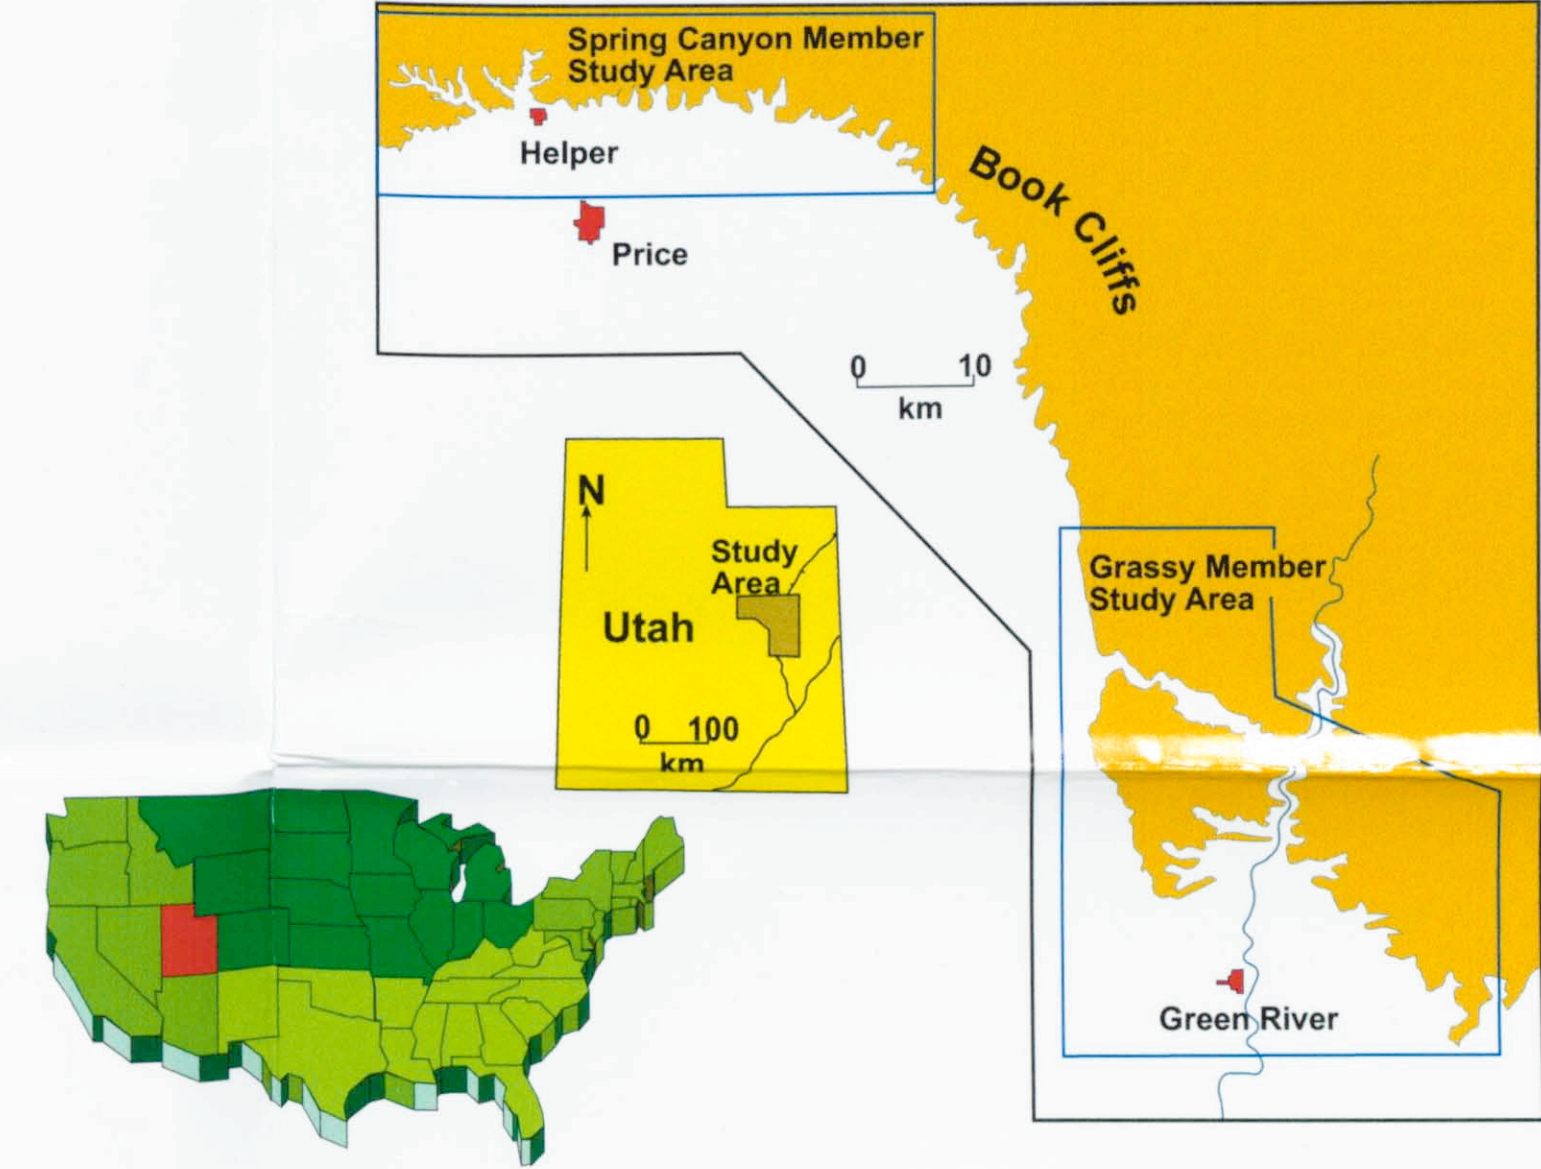 Spring Canyon Member
Study Area
Helper
Price
Book Cliffs
0 10
km
N
Study
Area
Utah
0 100
km
Grassy Member
Study Area
Green River